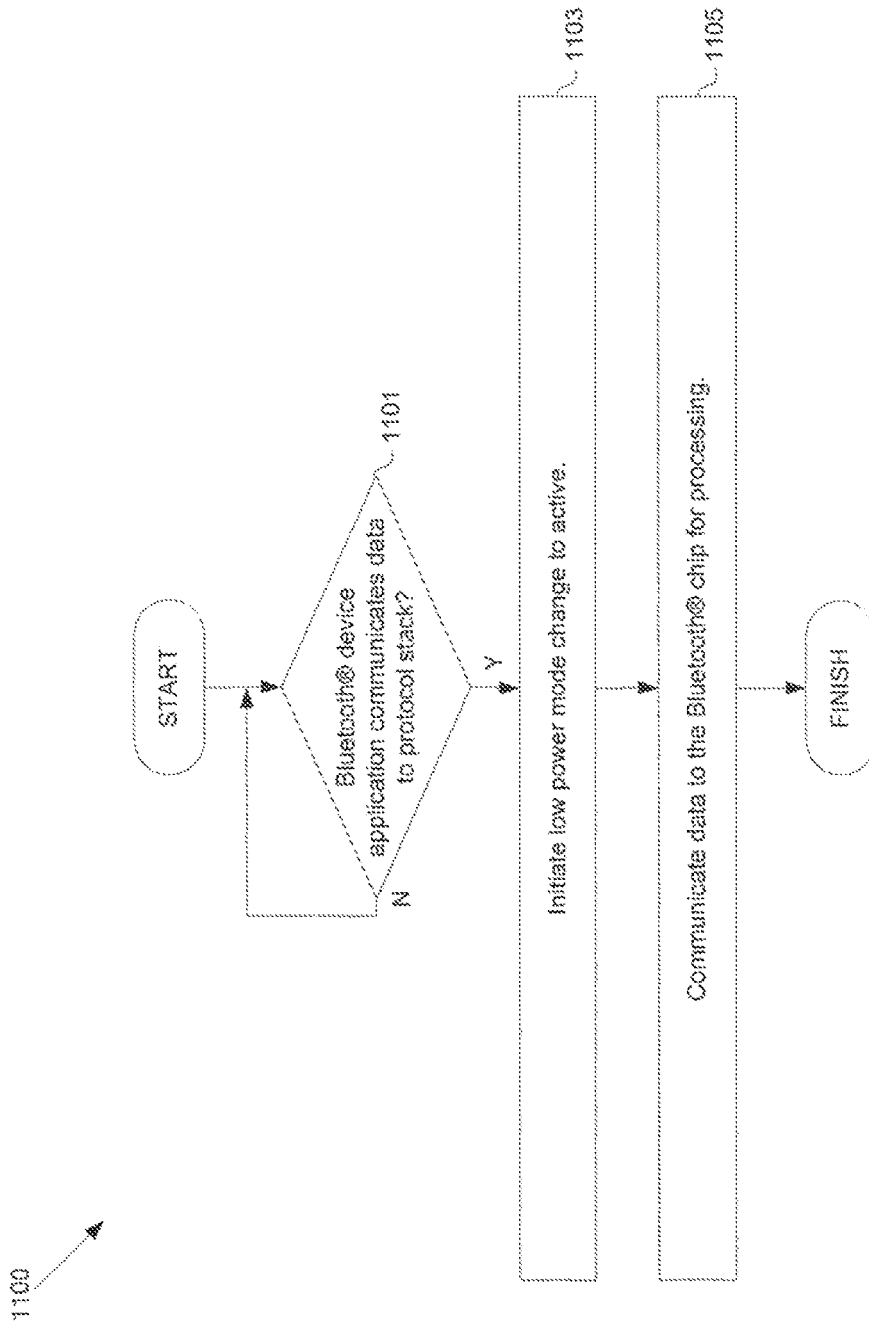 1100
START
Bluetooth® device
application communicates data
to protocol stack?
1101
N
Y
Initiate low power mode change to active.
1103
Communicate data to the Bluetooth® chip for processing.
1105
FINISH